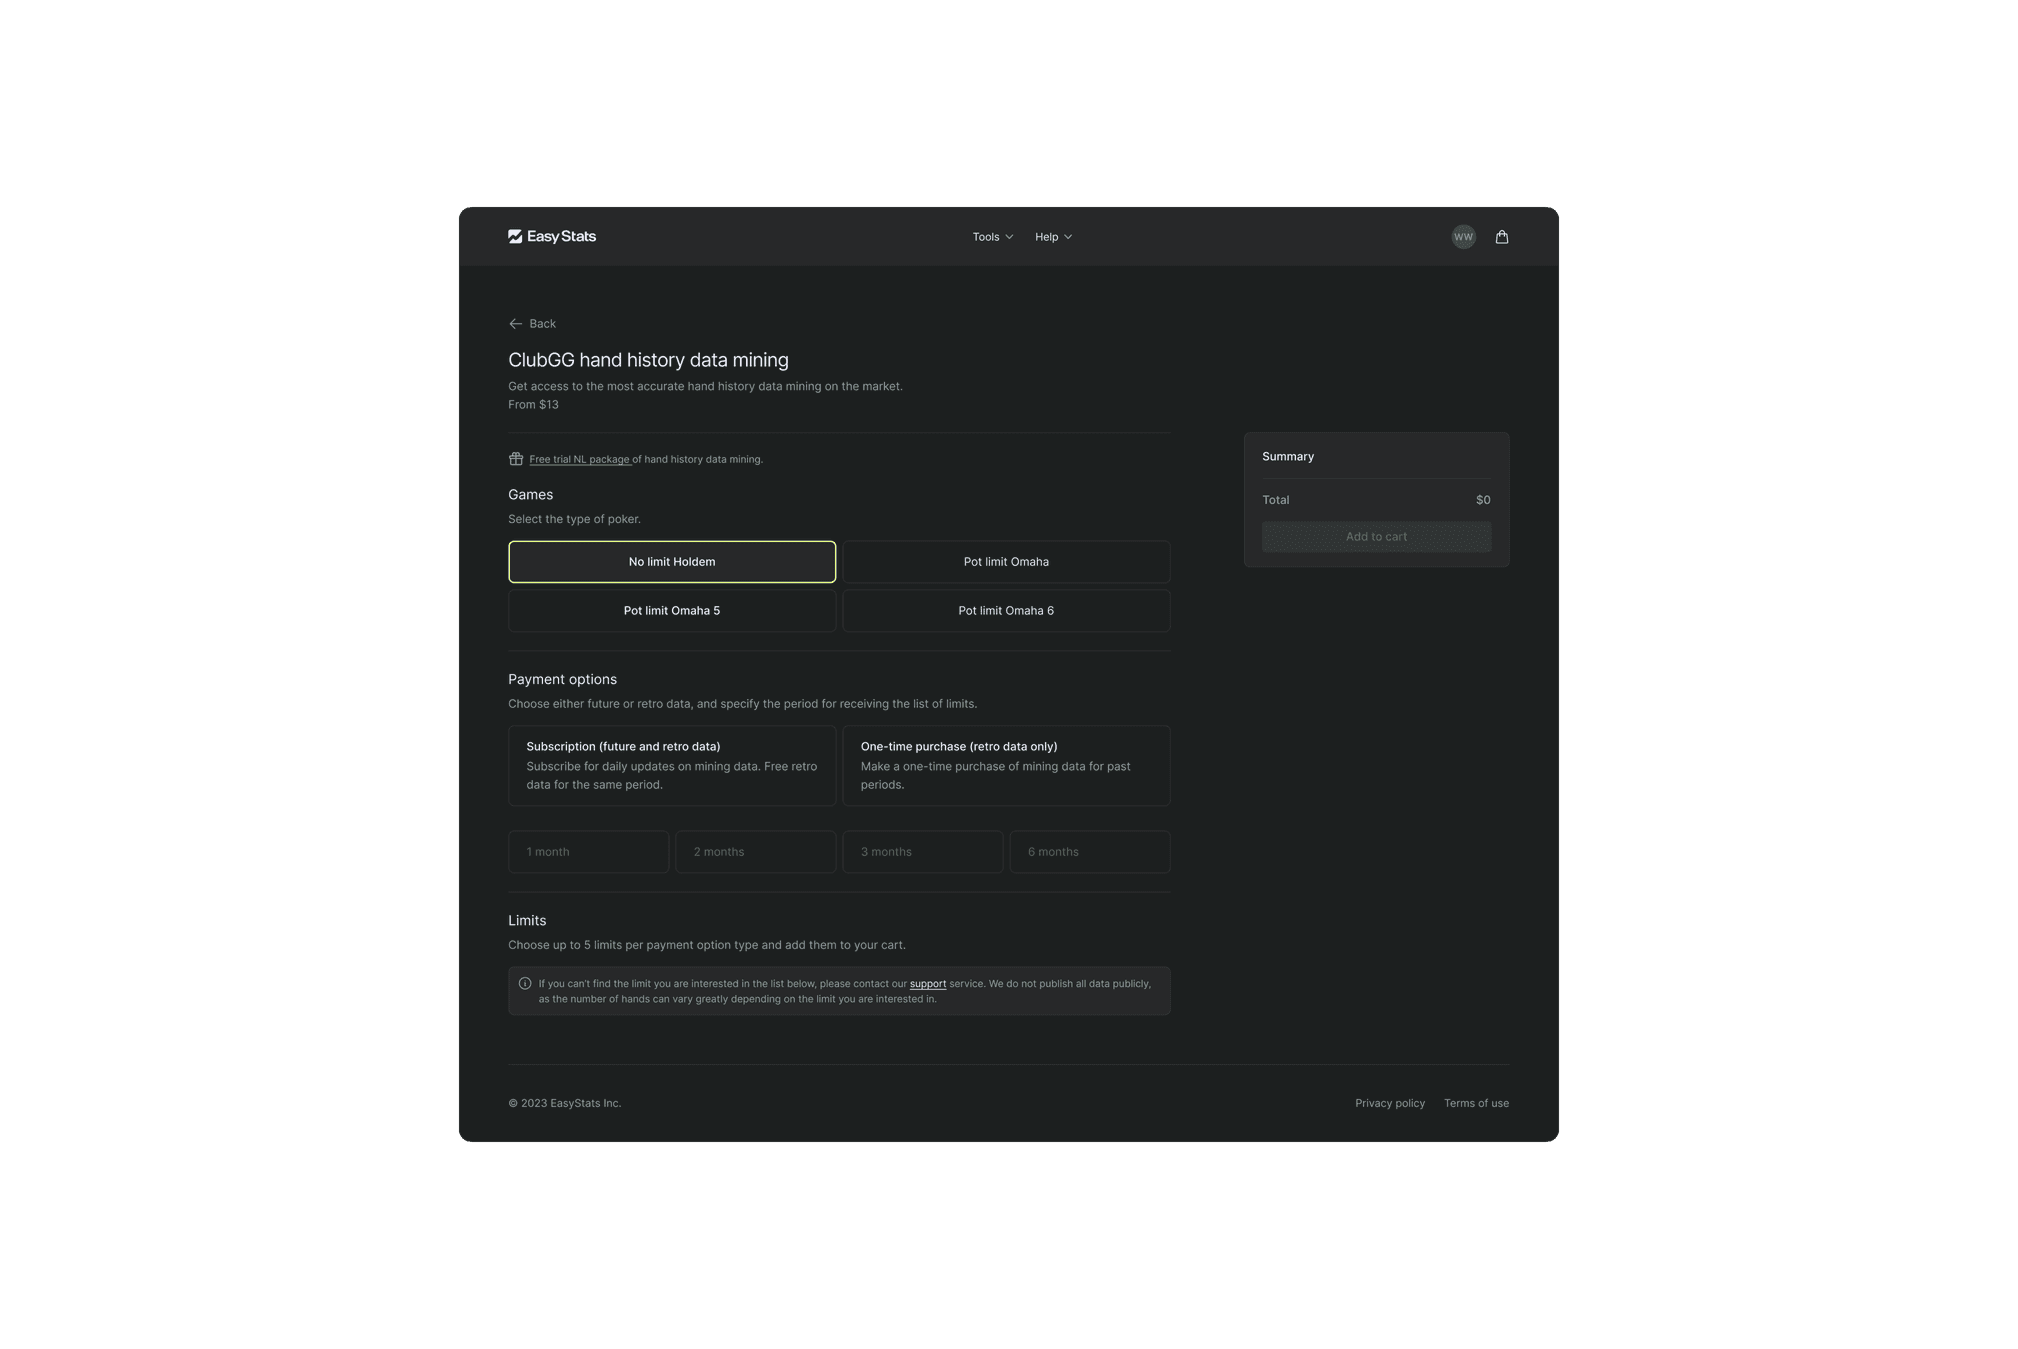 EasyStats
Tools
Help
WW
Back
ClubGG hand history data mining
Get access to the most accurate hand history data mining on the market.
From $13
Free trial NL package of hand history data mining.
Games
Select the type of poker.
No limit Holdem
Pot limit Omaha
Pot limit Omaha 5
Pot limit Omaha 6
Payment options
Choose either future or retro data, and specify the period for receiving the list of limits.
Subscription (future and retro data)
Subscribe for daily updates on mining data. Free retro
data for the same period.
One-time purchase (retro data only)
Make a one-time purchase of mining data for past
periods.
1 month
2 months
3 months
6 months
Limits
Choose up to 5 limits per payment option type and add them to your cart.
If you can't find the limit you are interested in the list below, please contact our support service. We do not publish all data publicly,
as the number of hands can vary greatly depending on the limit you are interested in.
Summary
Total
$0
Add to cart
© 2023 EasyStats Inc.
Privacy policy
Terms of use